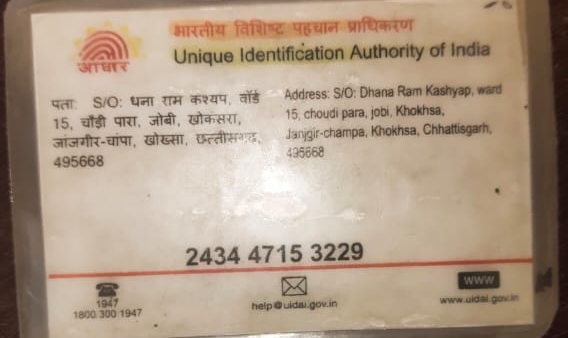 भारतीय विशिष्ट पहचान प्राधिकरण
Unique Identification Authority of India
आधार
पता: S/O: धना राम कश्यप, वॉर्ड
15, चौंड़ी पारा, जोबी, खोकसरा,
जांजगीर-चांपा, खोख्सा, छत्तीसगढ़,
495668
Address: S/O: Dhana Ram Kashyap, ward
15, choudi para, jobi, Khokhsa,
Janjgir-champa, Khokhsa, Chhattisgarh,
495668
2434 4715 3229
1947
1800 300 1947
help@uidai.gov.in
WWW
www.uidai.gov.in